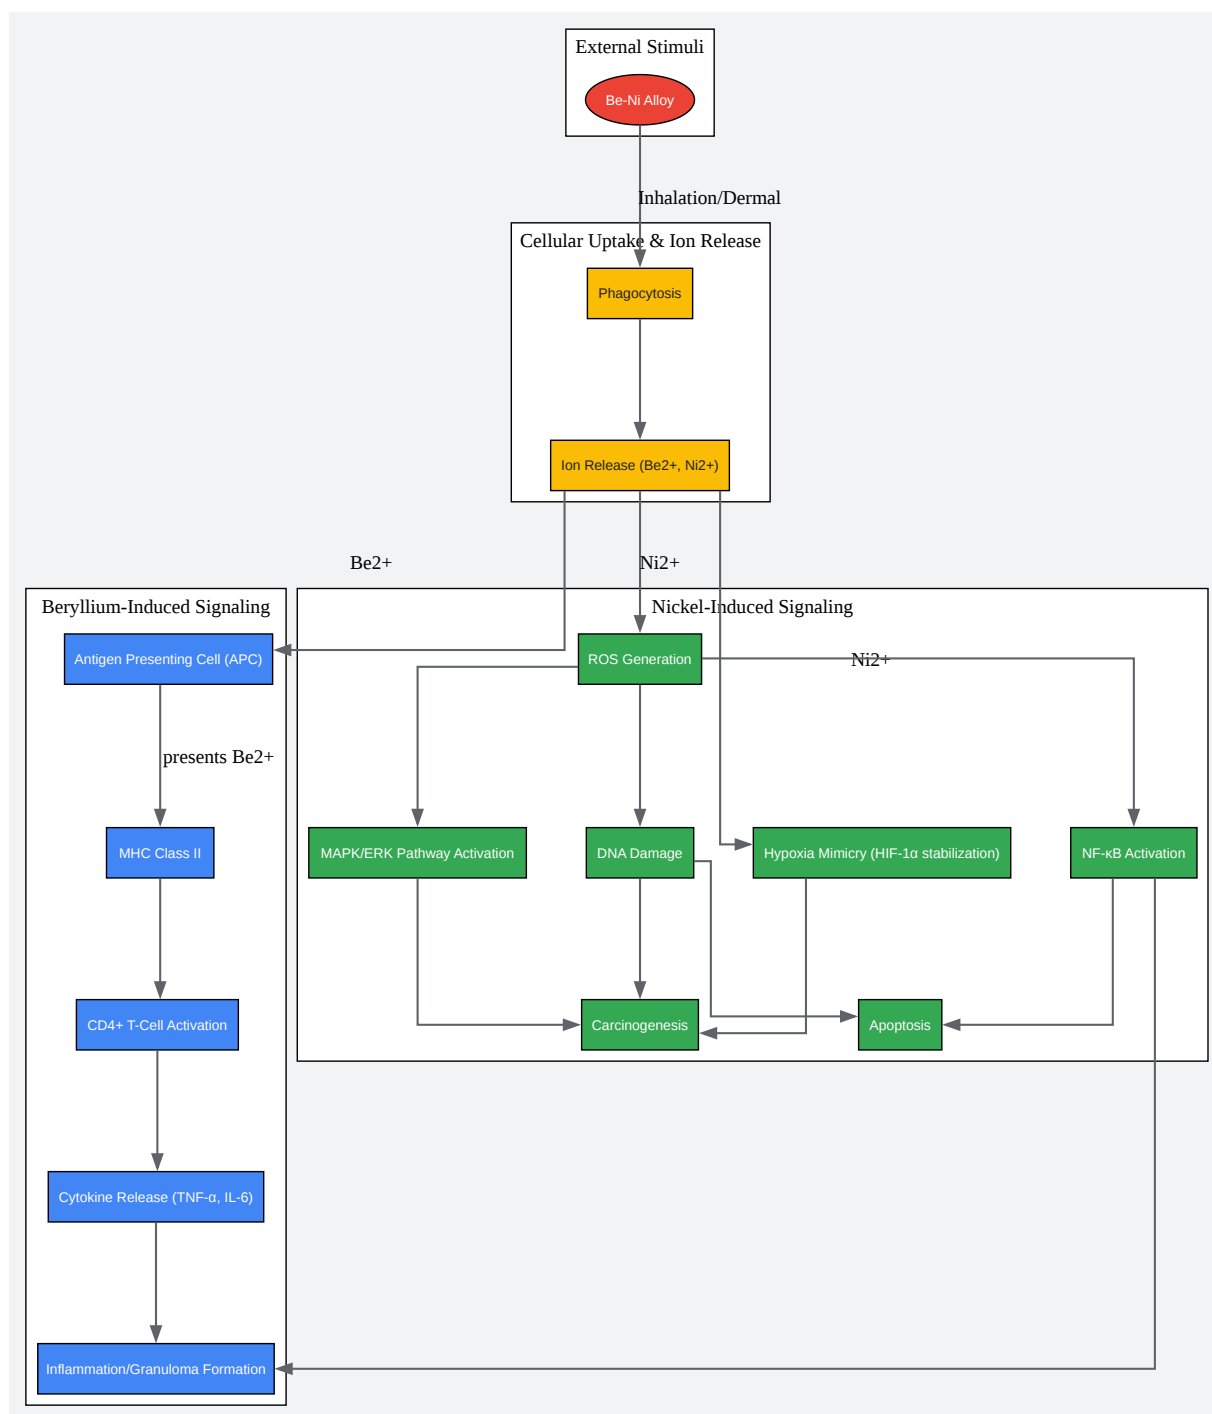 External Stimuli
Be-Ni Alloy
Inhalation/Dermal
Cellular Uptake & Ion Release
Phagocytosis
Ion Release (Be2+, Ni2+)
Be2+
Ni2+
Beryllium-Induced Signaling
Nickel-Induced Signaling
Antigen Presenting Cell (APC)
ROS Generation
Ni2+
presents Be2+
MHC Class II
MAPK/ERK Pathway Activation
DNA Damage
Hypoxia Mimicry (HIF-1α stabilization)
NF-κB Activation
CD4+ T-Cell Activation
Carcinogenesis
Apoptosis
Cytokine Release (TNF-α, IL-6)
Inflammation/Granuloma Formation